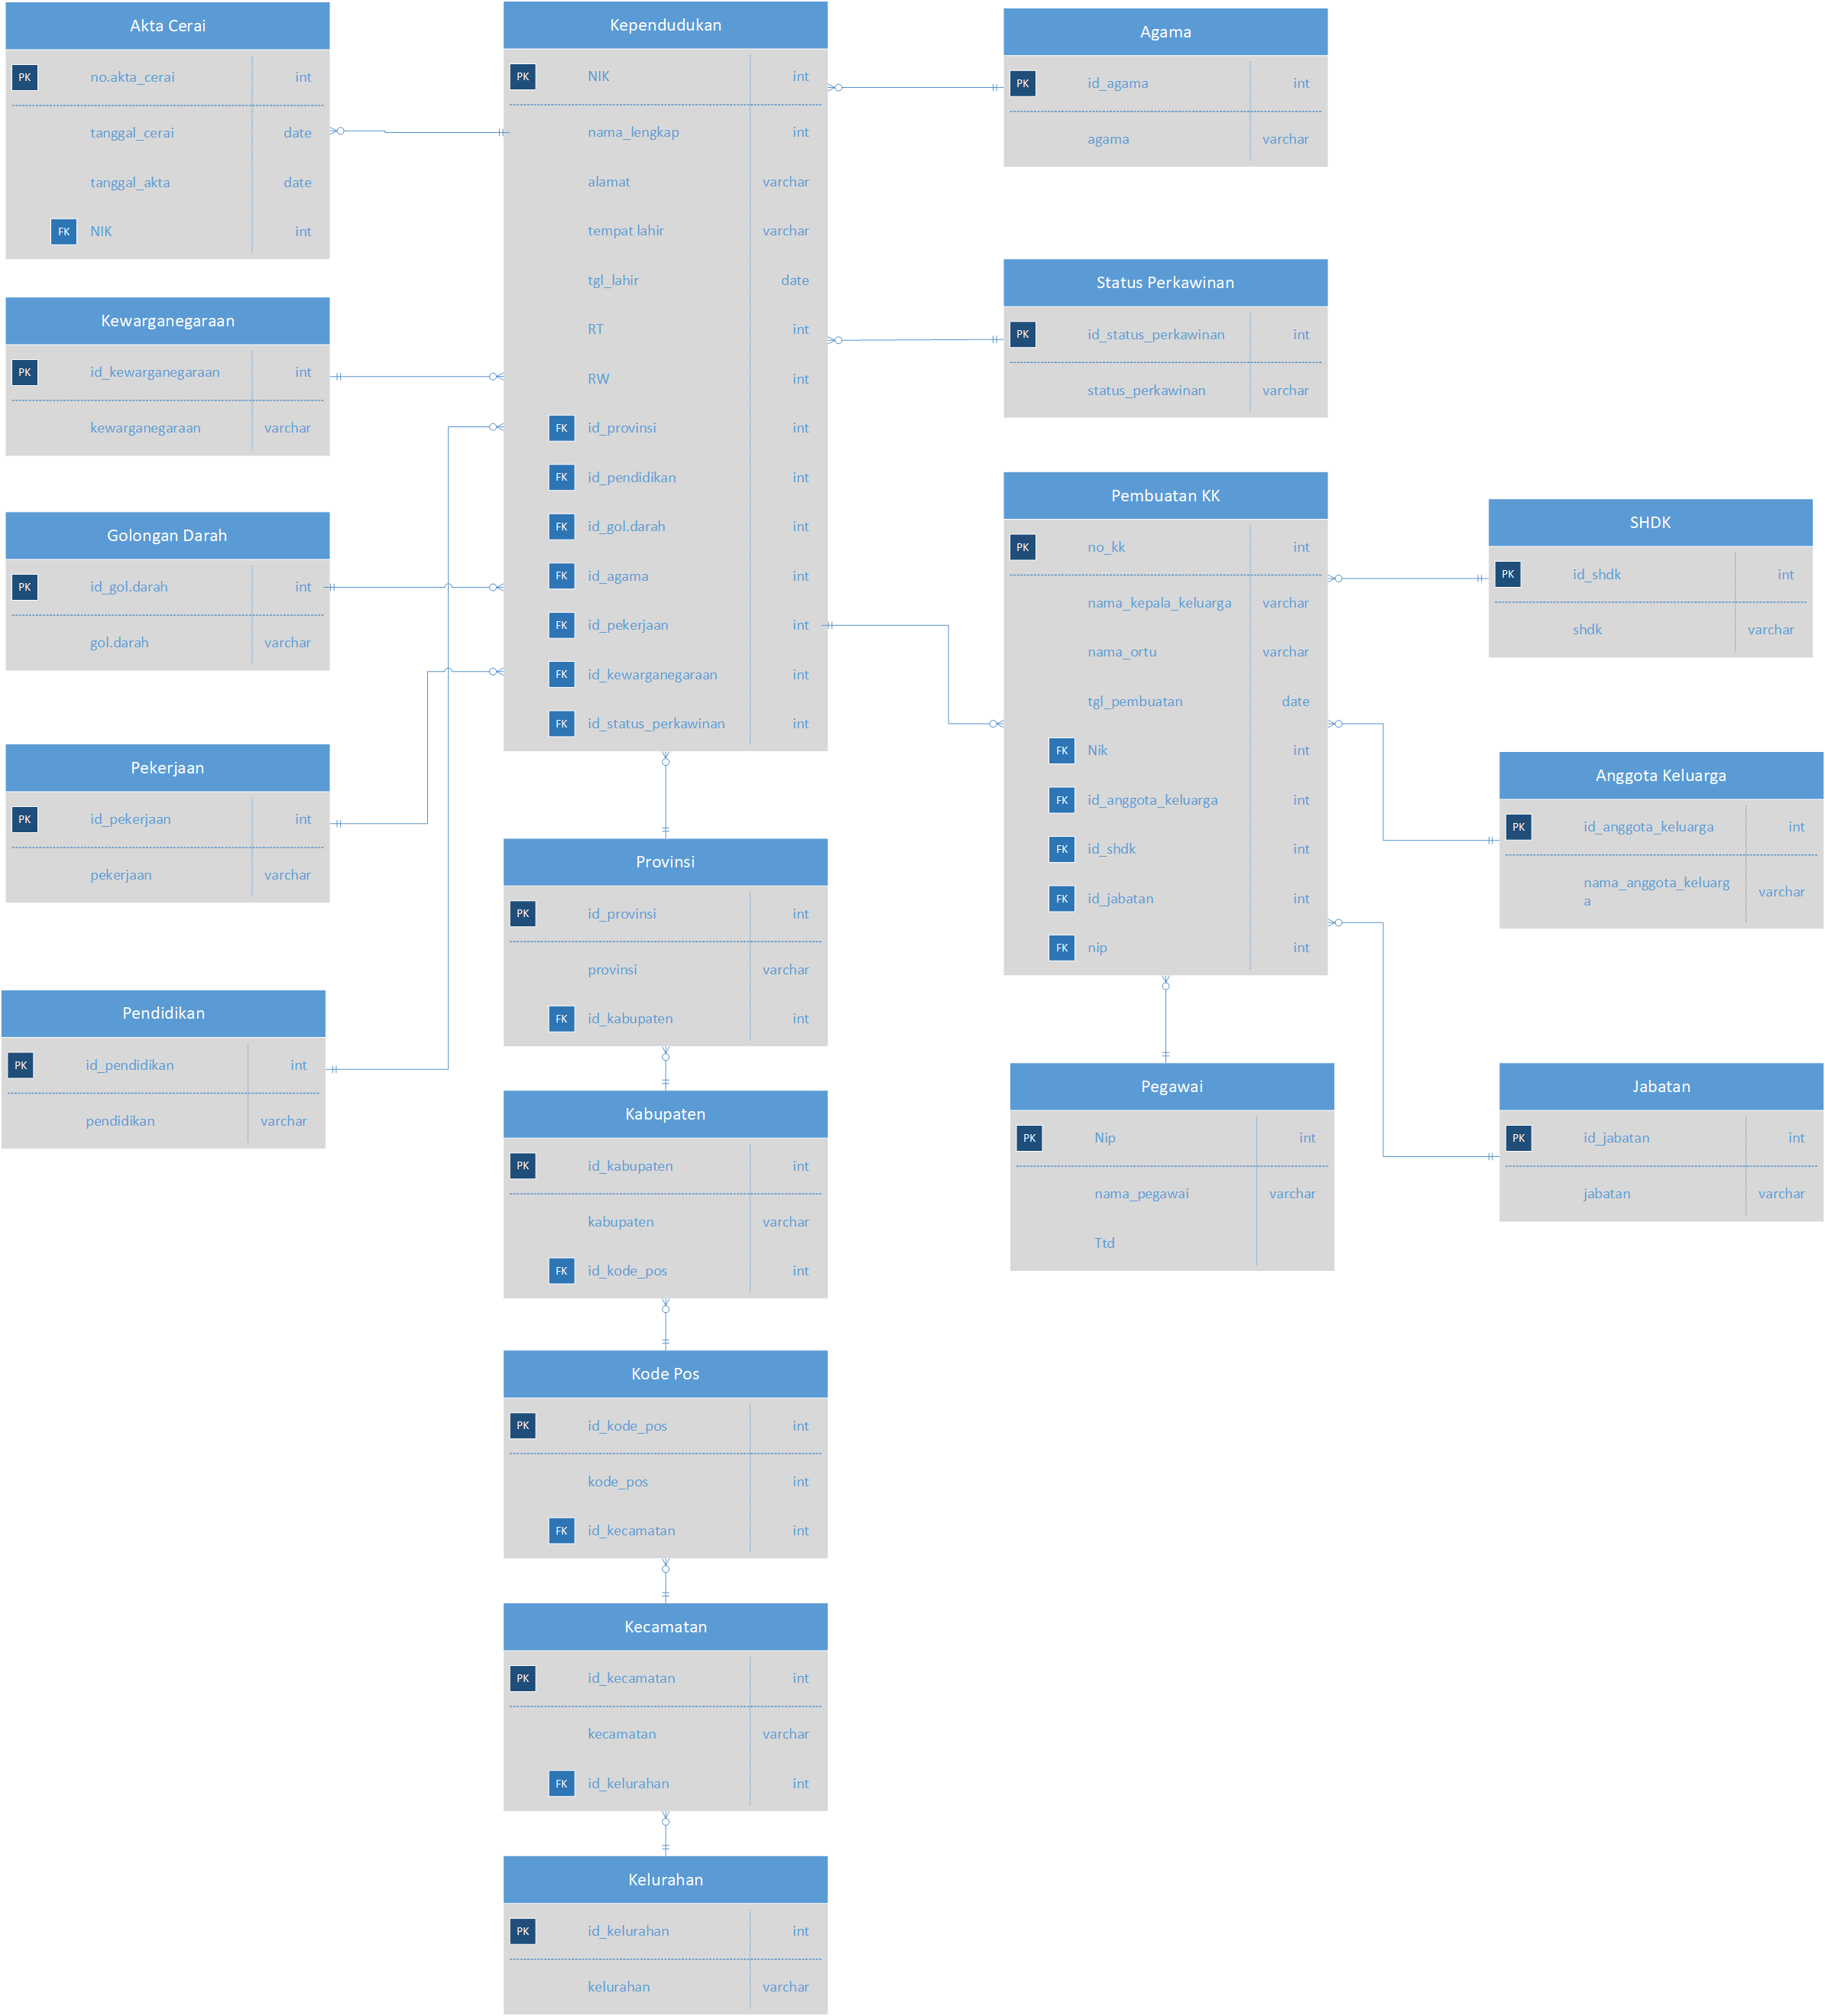 Akta Cerai
PK no.akta_cerai int
tanggal_cerai date
tanggal_akta date
FK NIK int
Kewarganegaraan
PK id_kewarganegaraan int
kewarganegaraan varchar
Golongan Darah
PK id_gol.darah int
gol.darah varchar
Pekerjaan
PK id_pekerjaan int
pekerjaan varchar
Pendidikan
PK id_pendidikan int
pendidikan varchar
Kependudukan
PK NIK int
nama_lengkap int
alamat varchar
tempat lahir varchar
tgl_lahir date
RT int
RW int
FK id_provinsi int
FK id_pendidikan int
FK id_gol.darah int
FK id_agama int
FK id_pekerjaan int
FK id_kewarganegaraan int
FK id_status_perkawinan int
Provinsi
PK id_provinsi int
provinsi varchar
FK id_kabupaten int
Kabupaten
PK id_kabupaten int
kabupaten varchar
FK id_kode_pos int
Kode Pos
PK id_kode_pos int
kode_pos int
FK id_kecamatan int
Kecamatan
PK id_kecamatan int
kecamatan varchar
FK id_kelurahan int
Kelurahan
PK id_kelurahan int
kelurahan varchar
Agama
PK id_agama int
agama varchar
Status Perkawinan
PK id_status_perkawinan int
status_perkawinan varchar
Pembuatan KK
PK no_kk int
nama_kepala_keluarga varchar
nama_ortu varchar
tgl_pembuatan date
FK Nik int
FK id_anggota_keluarga int
FK id_shdk int
FK id_jabatan int
FK nip int
Pegawai
PK Nip int
nama_pegawai varchar
Ttd
SHDK
PK id_shdk int
shdk varchar
Anggota Keluarga
PK id_anggota_keluarga int
nama_anggota_keluarg varchar
a
Jabatan
PK id_jabatan int
jabatan varchar